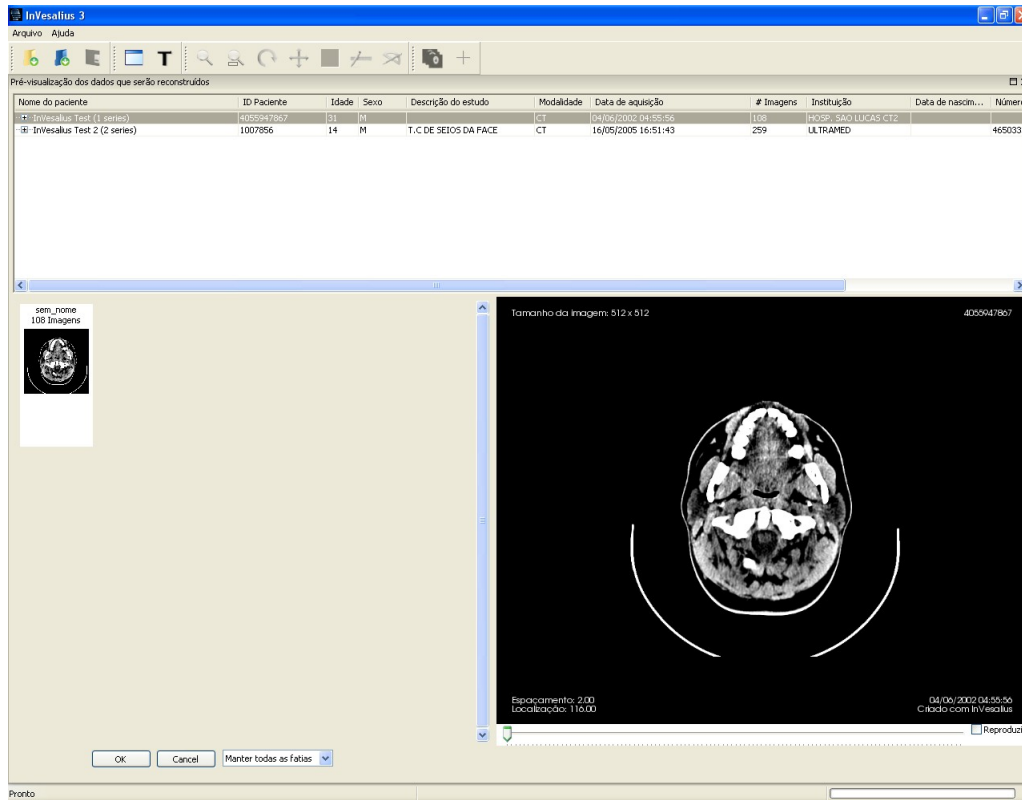 InVesalius 3
Arquivo Ajuda
T
Pré-visualização dos dados que serão reconstruídos
Nome do paciente ID Paciente Idade Sexo Descrição do estudo Modalidade Data de aquisição # Imagens Instituição Data de nascim... Número
InVesalius Test (1 series) 4055947867 31 M CT 04/06/2002 04:55:56 108 HOSP. SAO LUCAS CT2
InVesalius Test 2 (2 series) 1007856 14 M T.C DE SEIOS DA FACE CT 16/05/2005 16:51:43 259 ULTRAMED 465033
sem_nome
108 Imagens
Tamanho da imagem: 512 x 512 4055947867
Espaçamento: 2.00 04/06/2002 04:55:56
Localização: 116.00 Criado com InVesalius
Reproduzi
OK Cancel Manter todas as fatias
Pronto